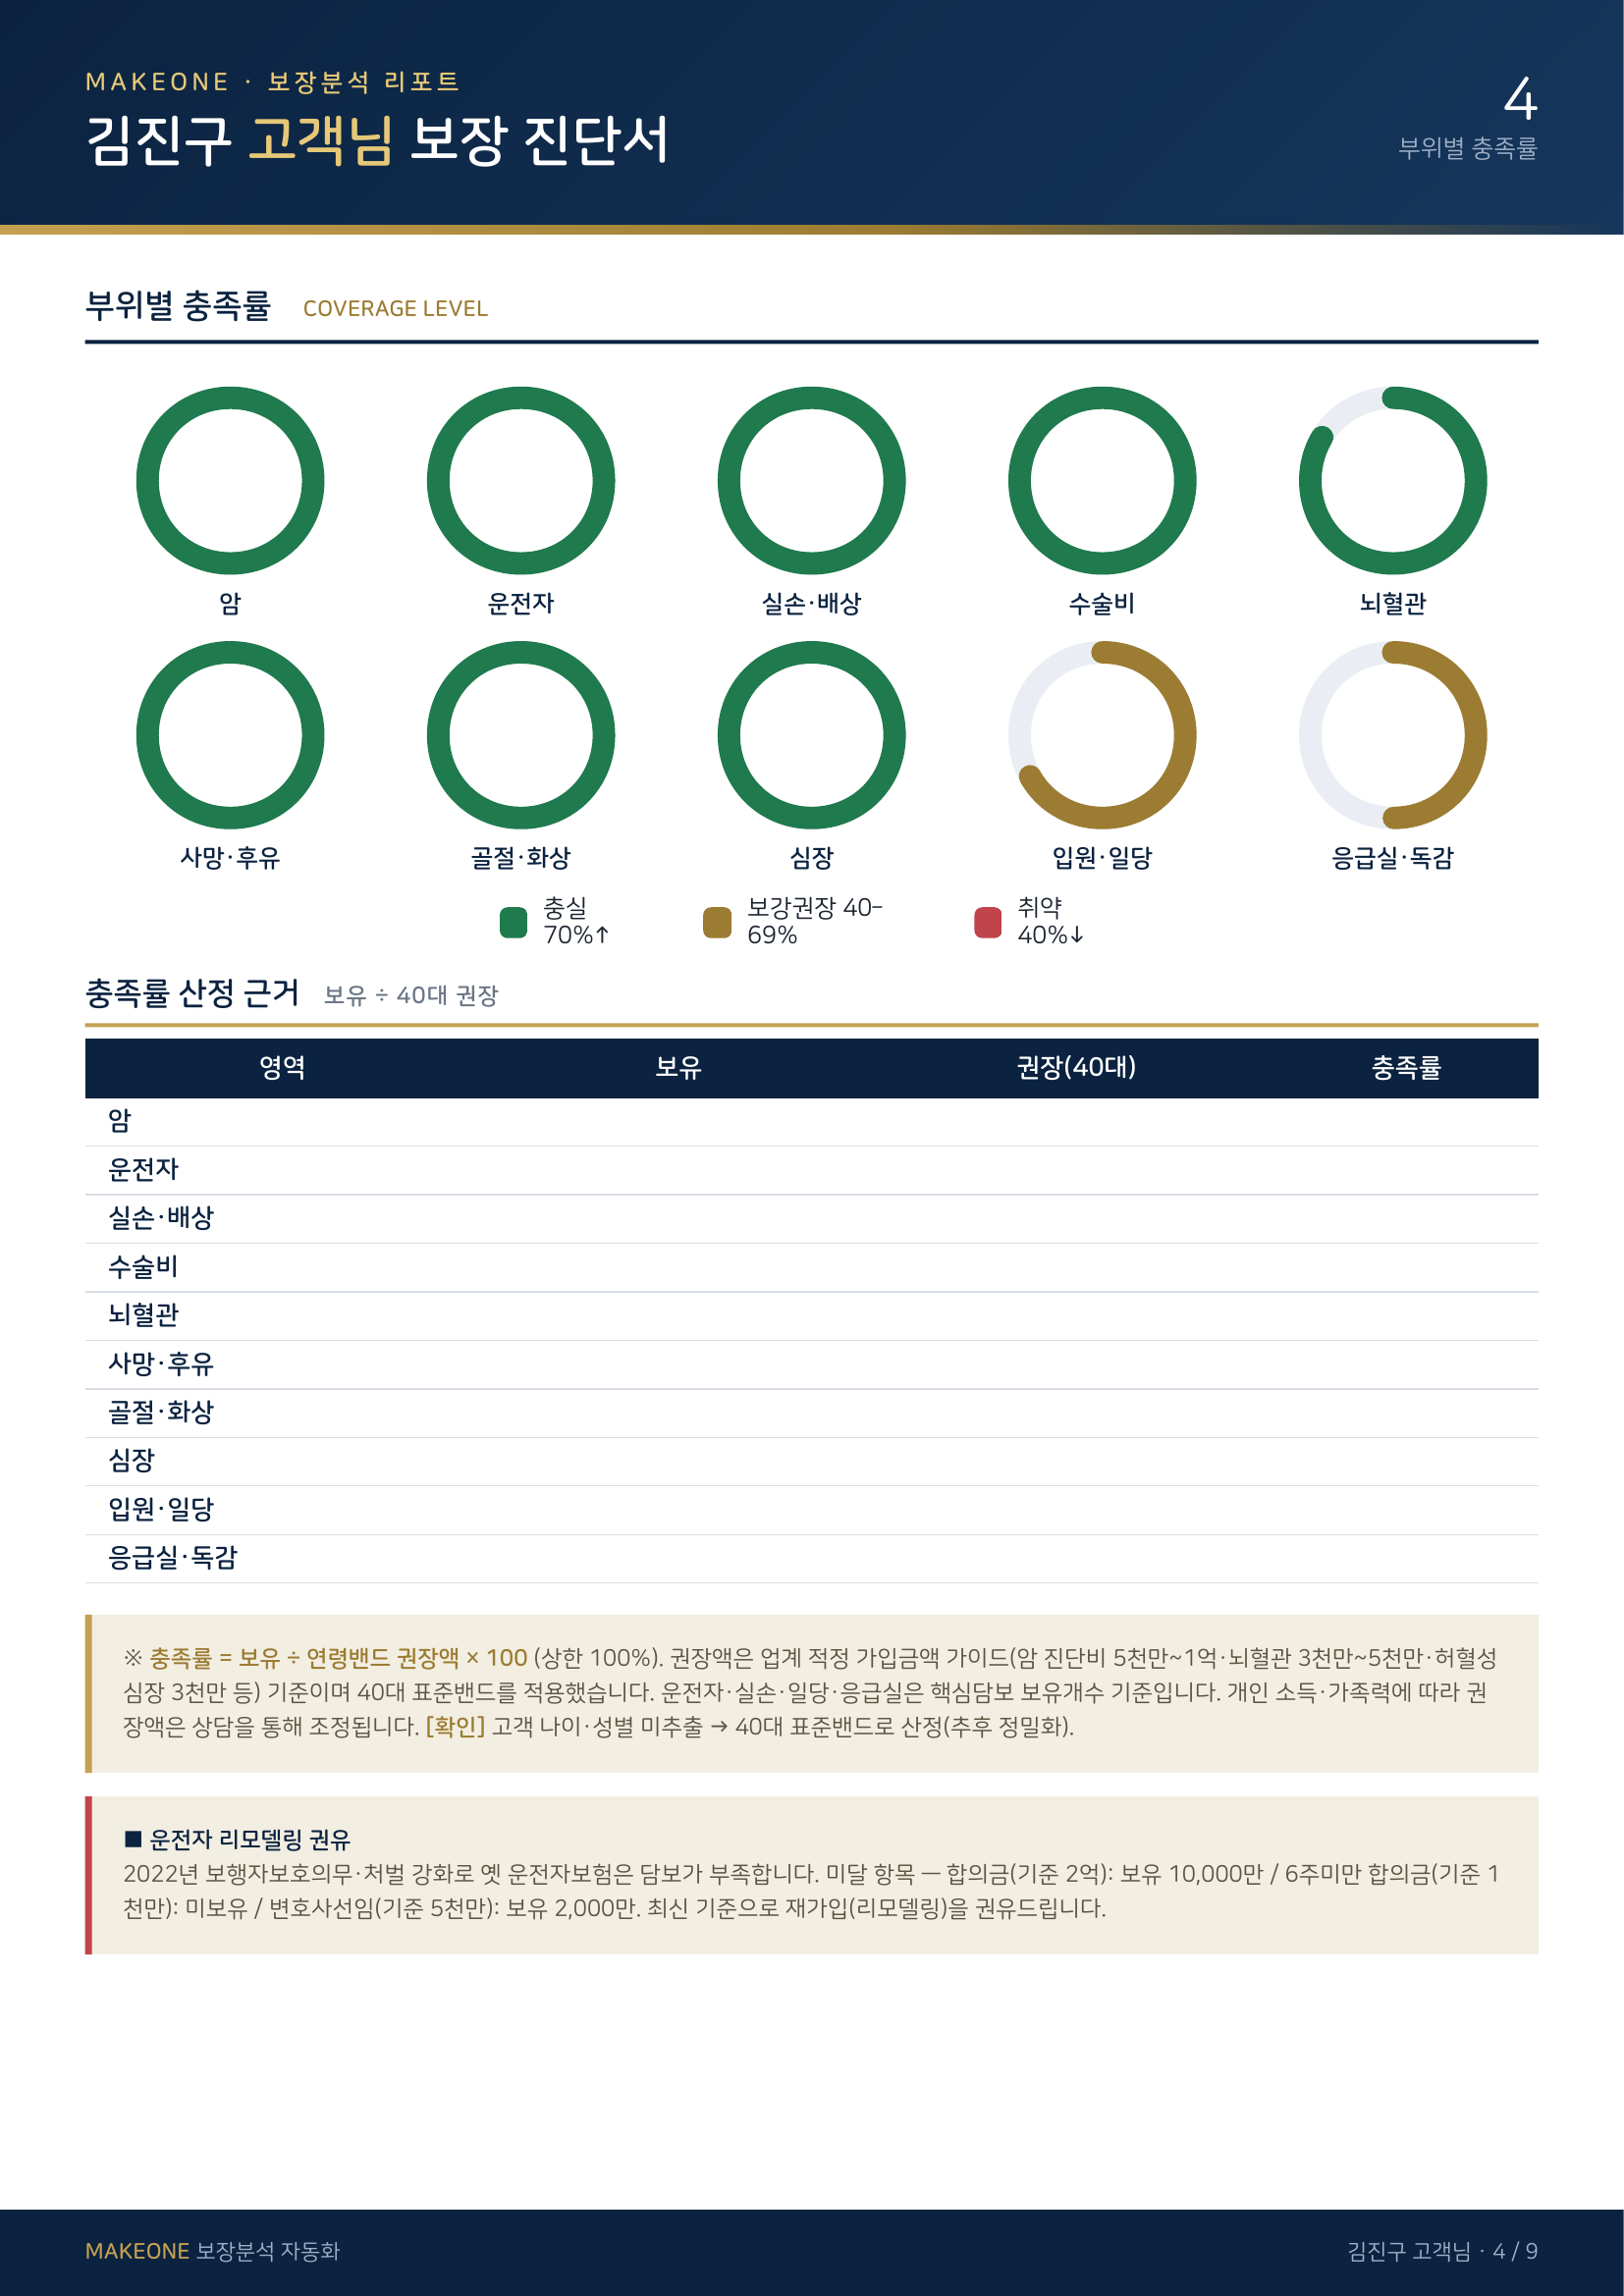 MAKEONE · 보장분석 리포트
김진구 고객님 보장 진단서
4
부위별 충족률
부위별 충족률 COVERAGE LEVEL
암 운전자 실손·배상 수술비 뇌혈관
사망·후유 골절·화상 심장 입원·일당 응급실·독감
충실
70%↑
보강권장 40–
69%
취약
40%↓
충족률 산정 근거 보유 ÷ 40대 권장
영역 보유 권장(40대) 충족률
암
운전자
실손·배상
수술비
뇌혈관
사망·후유
골절·화상
심장
입원·일당
응급실·독감
※ 충족률 = 보유 ÷ 연령밴드 권장액 × 100 (상한 100%). 권장액은 업계 적정 가입금액 가이드(암 진단비 5천만~1억·뇌혈관 3천만~5천만·허혈성
심장 3천만 등) 기준이며 40대 표준밴드를 적용했습니다. 운전자·실손·일당·응급실은 핵심담보 보유개수 기준입니다. 개인 소득·가족력에 따라 권
장액은 상담을 통해 조정됩니다. [확인] 고객 나이·성별 미추출 → 40대 표준밴드로 산정(추후 정밀화).
■ 운전자 리모델링 권유
2022년 보행자보호의무·처벌 강화로 옛 운전자보험은 담보가 부족합니다. 미달 항목 — 합의금(기준 2억): 보유 10,000만 / 6주미만 합의금(기준 1
천만): 미보유 / 변호사선임(기준 5천만): 보유 2,000만. 최신 기준으로 재가입(리모델링)을 권유드립니다.
MAKEONE 보장분석 자동화
김진구 고객님 · 4 / 9